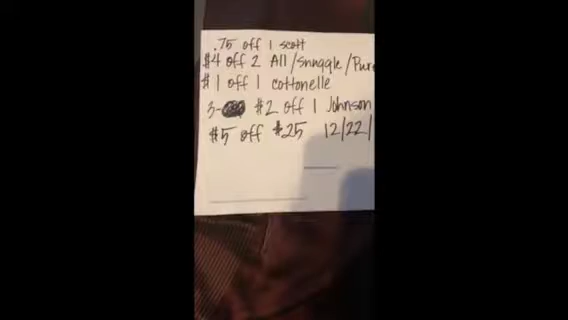 .75 off 1 scott
$4 off 2 All/snuggle/Pure
$1 off 1 cottonelle
3- $2 off 1 Johnson
$5 off $25 12/22/